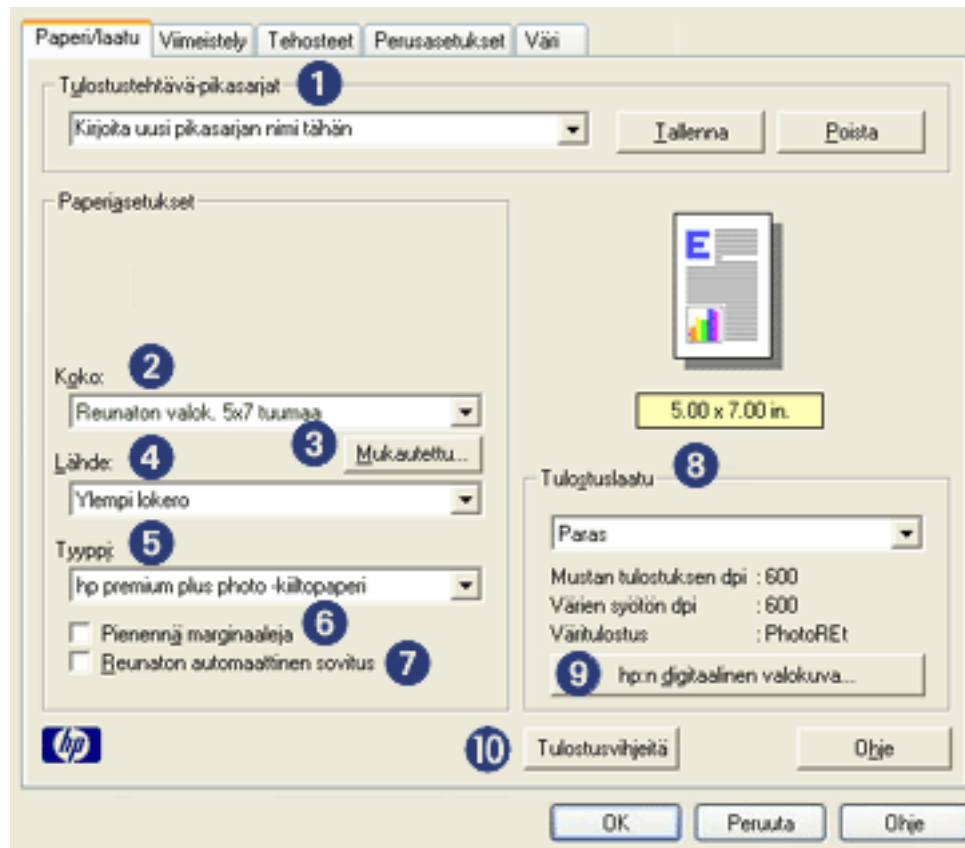 Paperi/laatu Viimeistely Tehosteet Perusasetukset Väri
Tulostustehtävä-pikasarjat 1
Kirjoita uusi pikasarjan nimi tähän Tallenna Poista
Paperiasetukset
E
Koko: 2
Reunaton valok. 5x7 tuumaa
5.00 x 7.00 in.
3 Mukautettu...
Lähde: 4
Ylempi lokero
Tyyppi: 5
hp premium plus photo -kiiltopaperi
Pienennä marginaaleja 6
Reunaton automaattinen sovitus 7
Tulostuslaatu 8
Paras
Mustan tulostuksen dpi : 600
Värien syötön dpi : 600
Väritulostus : PhotoREt
9 hp:n digitaalinen valokuva...
hp
10 Tulostusvihjeitä Ohje
OK Peruuta Ohje